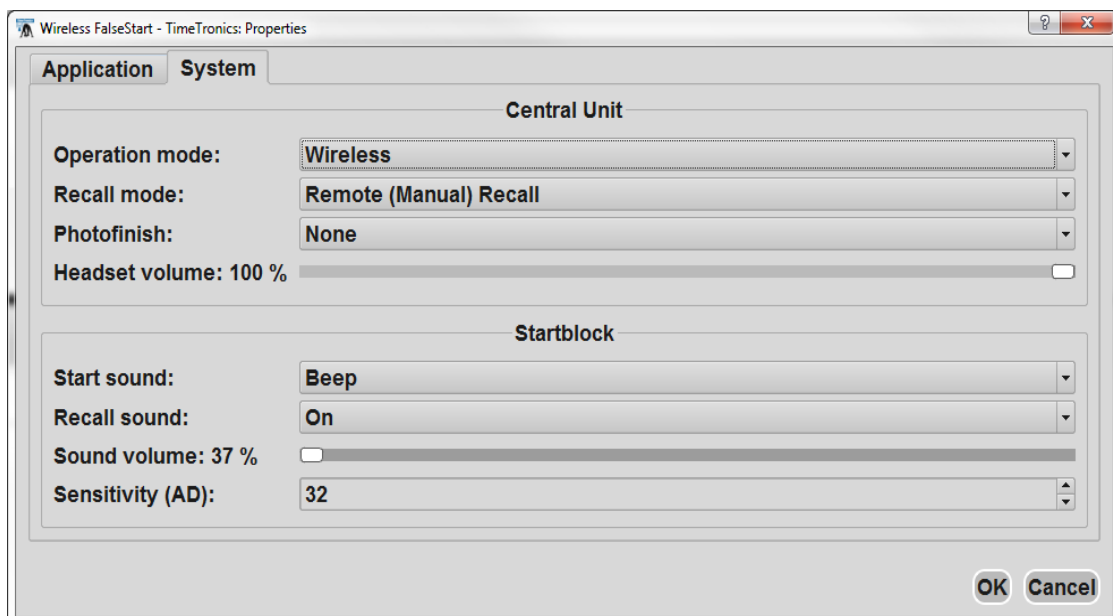 Wireless FalseStart - TimeTronics: Properties
Application System
Central Unit
Operation mode: Wireless
Recall mode: Remote (Manual) Recall
Photofinish: None
Headset volume: 100 %
Startblock
Start sound: Beep
Recall sound: On
Sound volume: 37 %
Sensitivity (AD): 32
OK Cancel